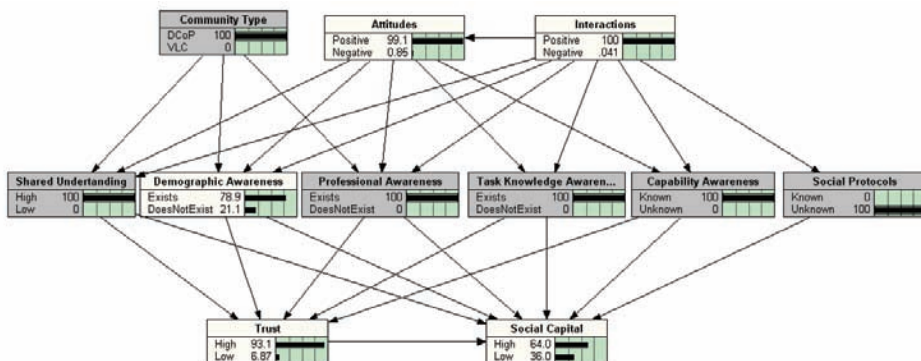 Community Type
DCoP 100
VLC 0
Attitudes
Positive 99.1
Negative 0.85
Interactions
Positive 100
Negative .041
Shared Undertanding
High 100
Low 0
Demographic Awareness
Exists 78.9
DoesNotExist 21.1
Professional Awareness
Exists 100
DoesNotExist 0
Task Knowledge Awaren...
Exists 100
DoesNotExist 0
Capability Awareness
Known 100
Unknown 0
Social Protocols
Known 0
Unknown 100
Trust
High 93.1
Low 6.87
Social Capital
High 64.0
Low 36.0